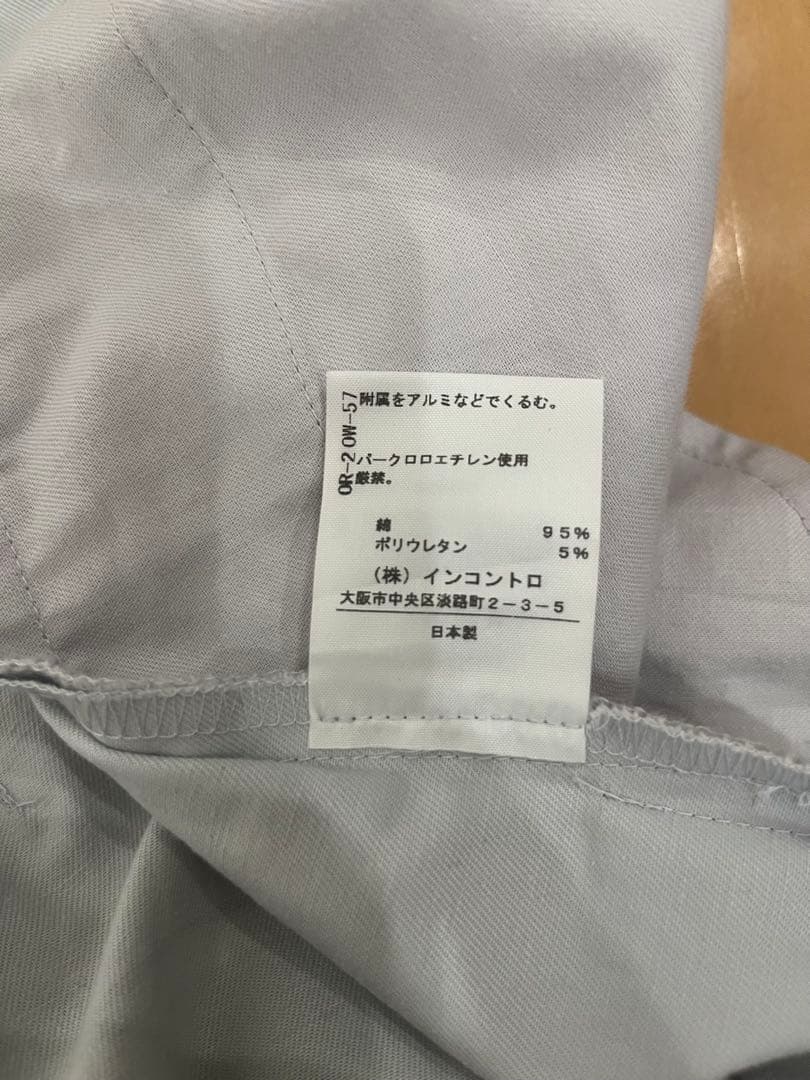 附属をアルミなどでくるむ。
パークロロエチレン使用
厳禁。
綿 95%
ポリウレタン 5%
(株)インコントロ
大阪市中央区淡路町2-3-5
日本製
OR-2 OW-57